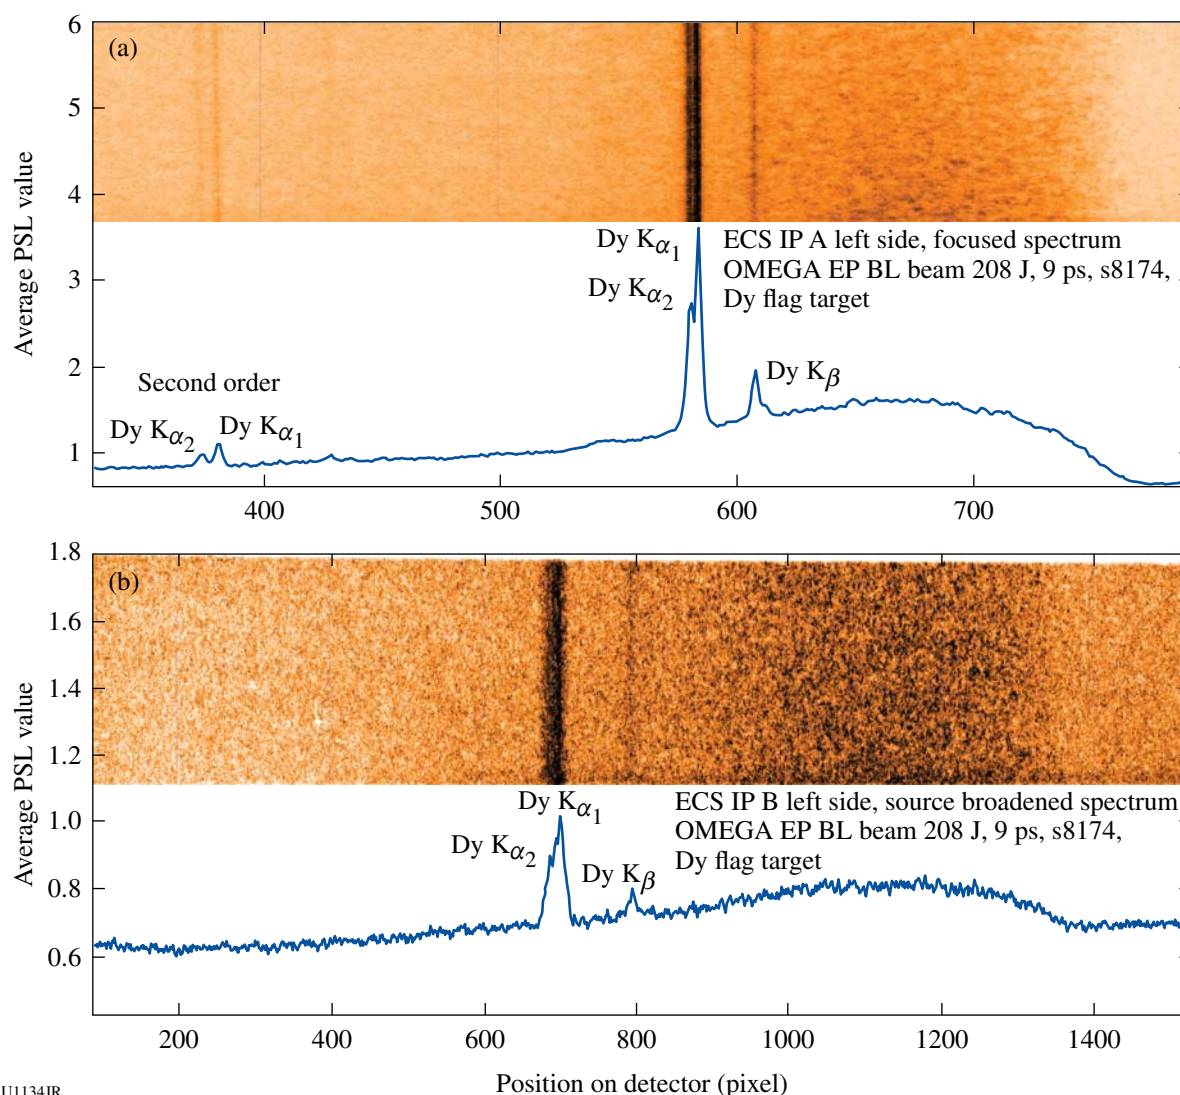 (a)
6
5
4
3
2
1
Average PSL value
Dy Kα1
Dy Kα2
ECS IP A left side, focused spectrum
OMEGA EP BL beam 208 J, 9 ps, s8174,
Dy flag target
Dy Kβ
Second order
Dy Kα2
Dy Kα1
400
500
600
700
(b)
1.8
1.6
1.4
1.2
1.0
0.8
0.6
Average PSL value
Dy Kα1
Dy Kα2
Dy Kβ
ECS IP B left side, source broadened spectrum
OMEGA EP BL beam 208 J, 9 ps, s8174,
Dy flag target
200
400
600
800
1000
1200
1400
Position on detector (pixel)
U1134JR